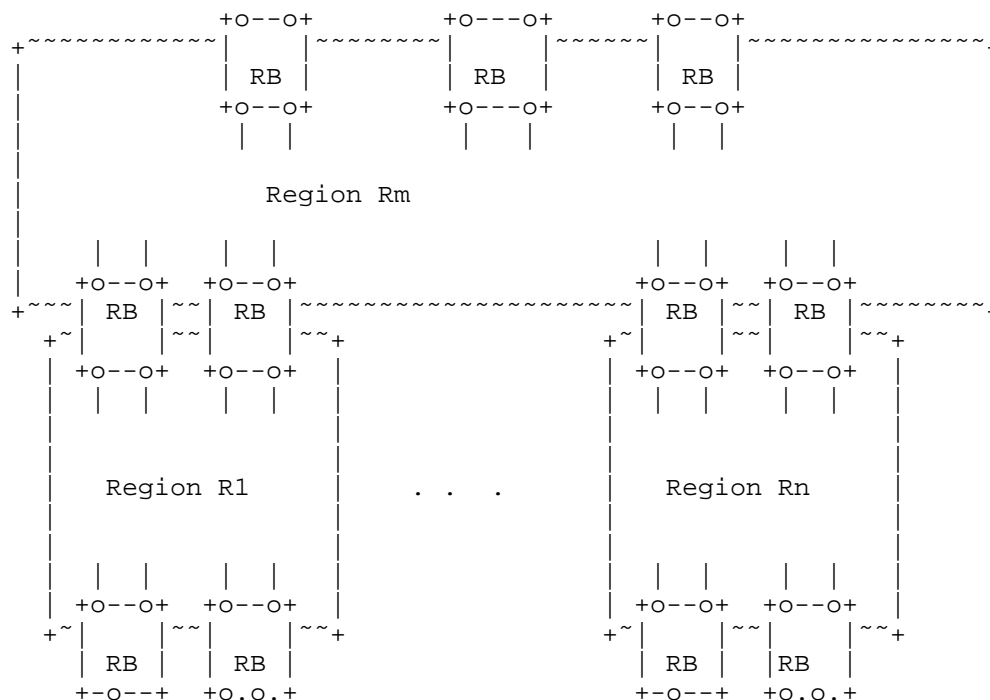 +o--o+ +o---o+ +o--o+
+~~~~~~~~~~~~| |~~~~~~~~| |~~~~~~| |~~~~~~~~~~~~~~~+
| | RB | | RB | | RB |
| +o--o+ +o---o+ +o--o+
| | | | | | |
|
| Region Rm
|
| | | | | | | | |
| +o--o+ +o--o+ +o--o+ +o--o+
+~~~| RB |~~| RB |~~~~~~~~~~~~~~~~~~~~~| RB |~~| RB |~~~~~~~~+
+~| |~~| |~~+ +~| |~~| |~~+
| +o--o+ +o--o+ | | +o--o+ +o--o+ |
| | | | | | | | | | | |
| | | |
| | | |
| Region R1 | . . . | Region Rn |
| | | |
| | | |
| | | | | | | | | | | |
| +o--o+ +o--o+ | | +o--o+ +o--o+ |
+~| |~~| |~~+ +~| |~~| |~~+
| RB | | RB | | RB | |RB |
+-o--+ +o.o.+ +-o--+ +o.o.+